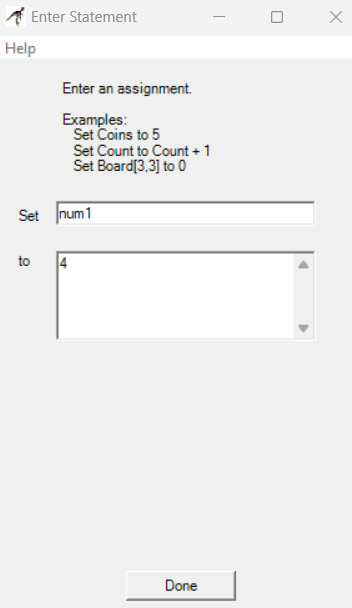 Enter Statement
Help
Enter an assignment.
Examples:
Set Coins to 5
Set Count to Count + 1
Set Board[3,3] to 0
Set num1
to 4
Done